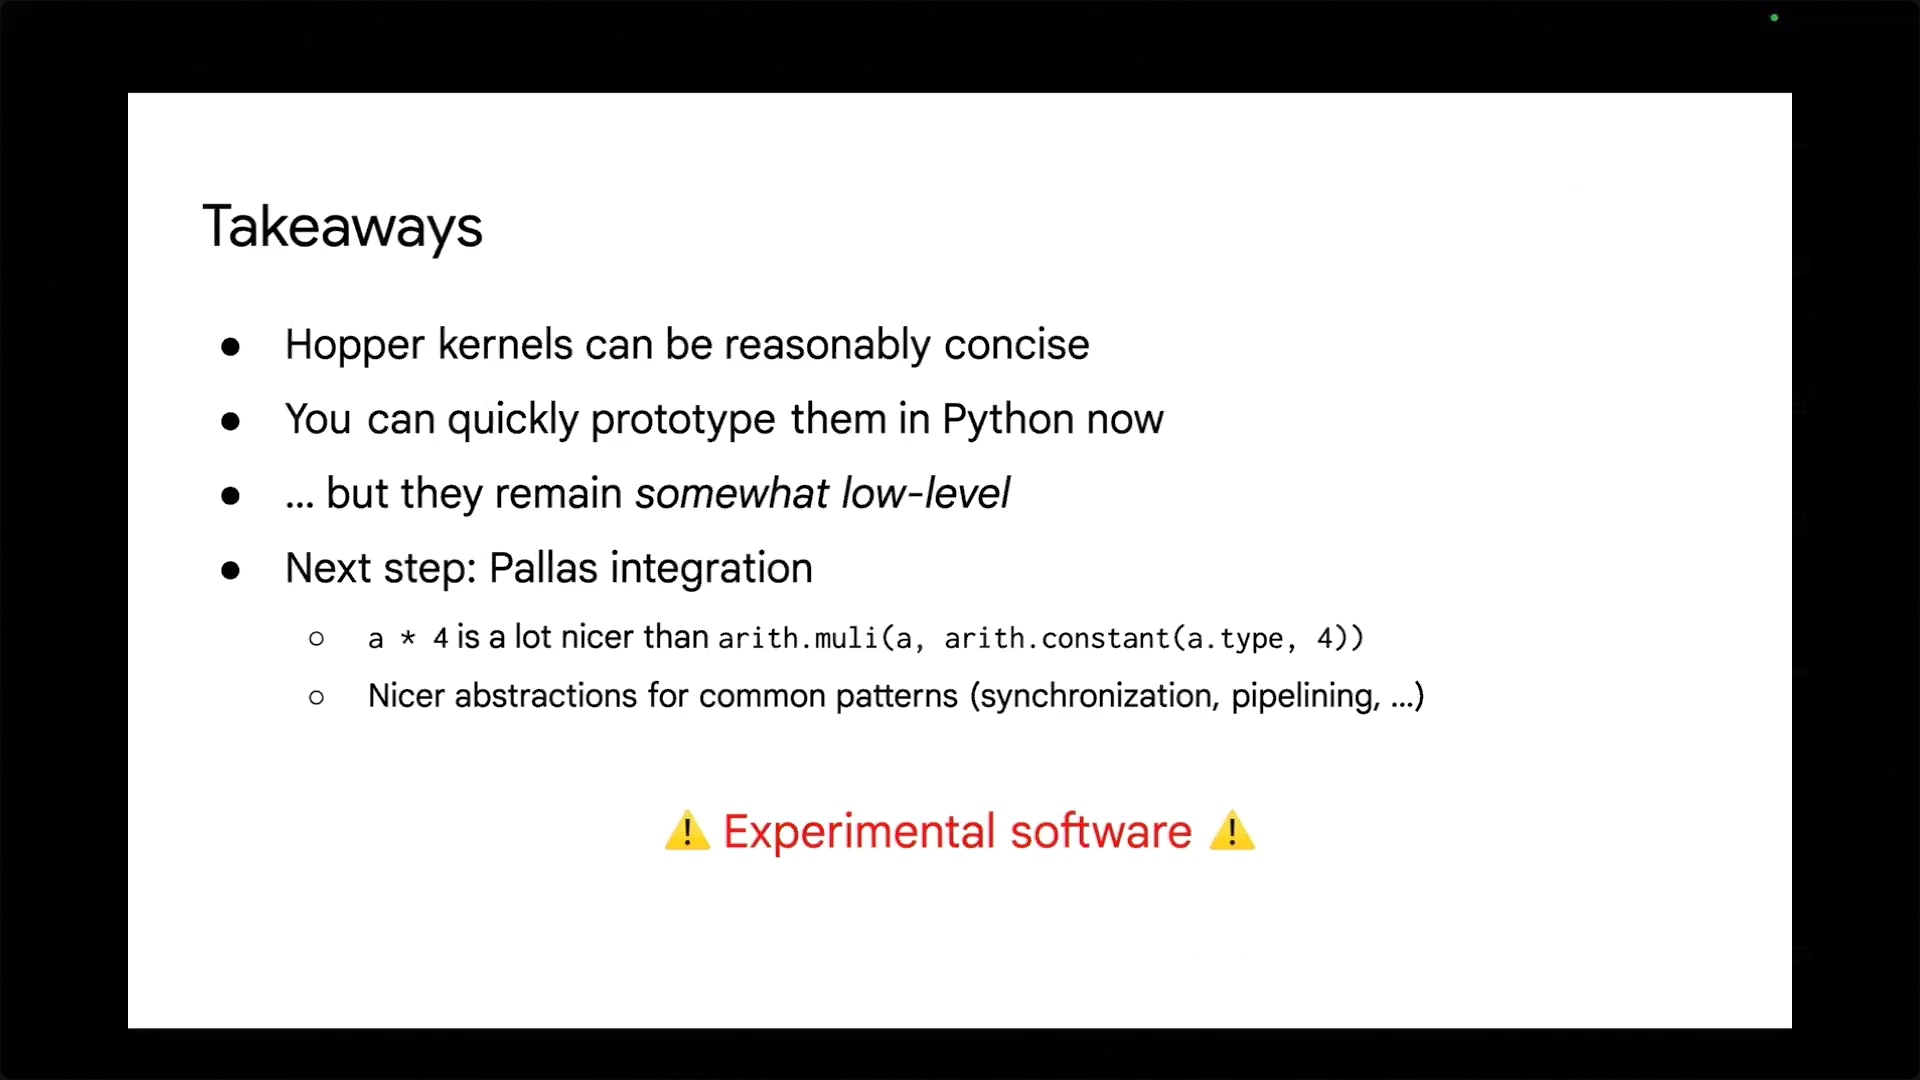 Takeaways
● Hopper kernels can be reasonably concise
● You can quickly prototype them in Python now
● ... but they remain somewhat low-level
● Next step: Pallas integration
○ a * 4 is a lot nicer than arith.muli(a, arith.constant(a.type, 4))
○ Nicer abstractions for common patterns (synchronization, pipelining, ...)
⚠️ Experimental software ⚠️